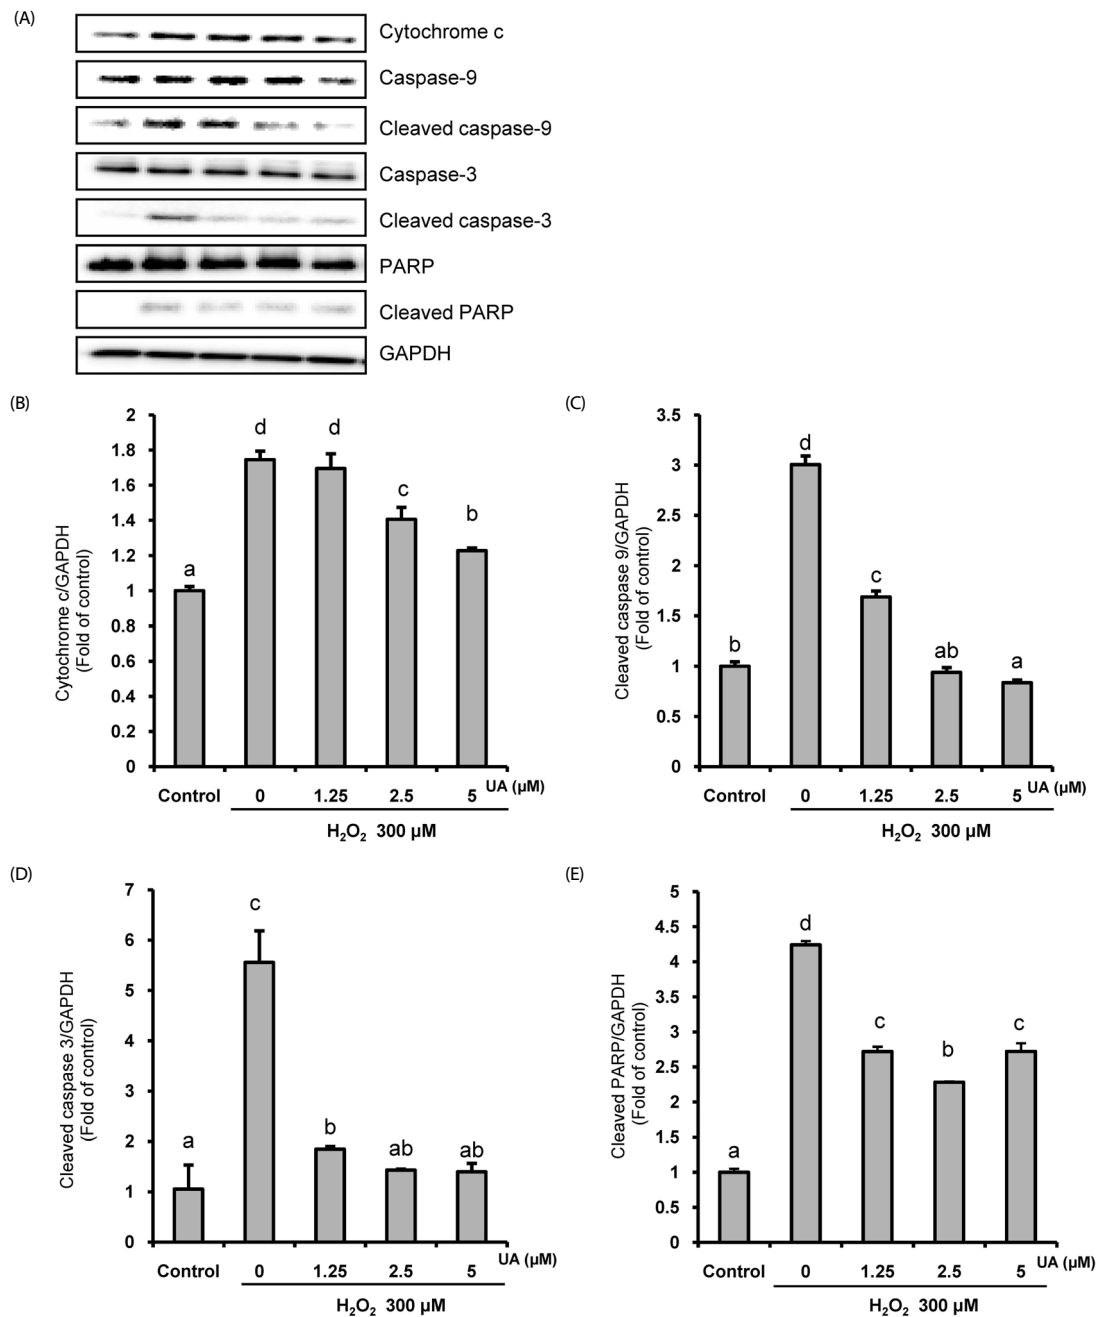 (A)
Cytochrome c
Caspase-9
Cleaved caspase-9
Caspase-3
Cleaved caspase-3
PARP
Cleaved PARP
GAPDH
(B)
Cytochrome c/GAPDH
(Fold of control)
2
1.8
1.6
1.4
1.2
1
0.8
0.6
0.4
0.2
0
a
d
d
c
b
Control
0
1.25
2.5
5
UA (µM)
H₂O₂ 300 µM
(C)
Cleaved caspase 9/GAPDH
(Fold of control)
3.5
3
2.5
2
1.5
1
0.5
0
b
d
c
ab
a
Control
0
1.25
2.5
5
UA (µM)
H₂O₂ 300 µM
(D)
Cleaved caspase 3/GAPDH
(Fold of control)
7
6
5
4
3
2
1
0
a
c
b
ab
ab
Control
0
1.25
2.5
5
UA (µM)
H₂O₂ 300 µM
(E)
Cleaved PARP/GAPDH
(Fold of control)
5
4.5
4
3.5
3
2.5
2
1.5
1
0.5
0
a
d
c
b
c
Control
0
1.25
2.5
5
UA (µM)
H₂O₂ 300 µM